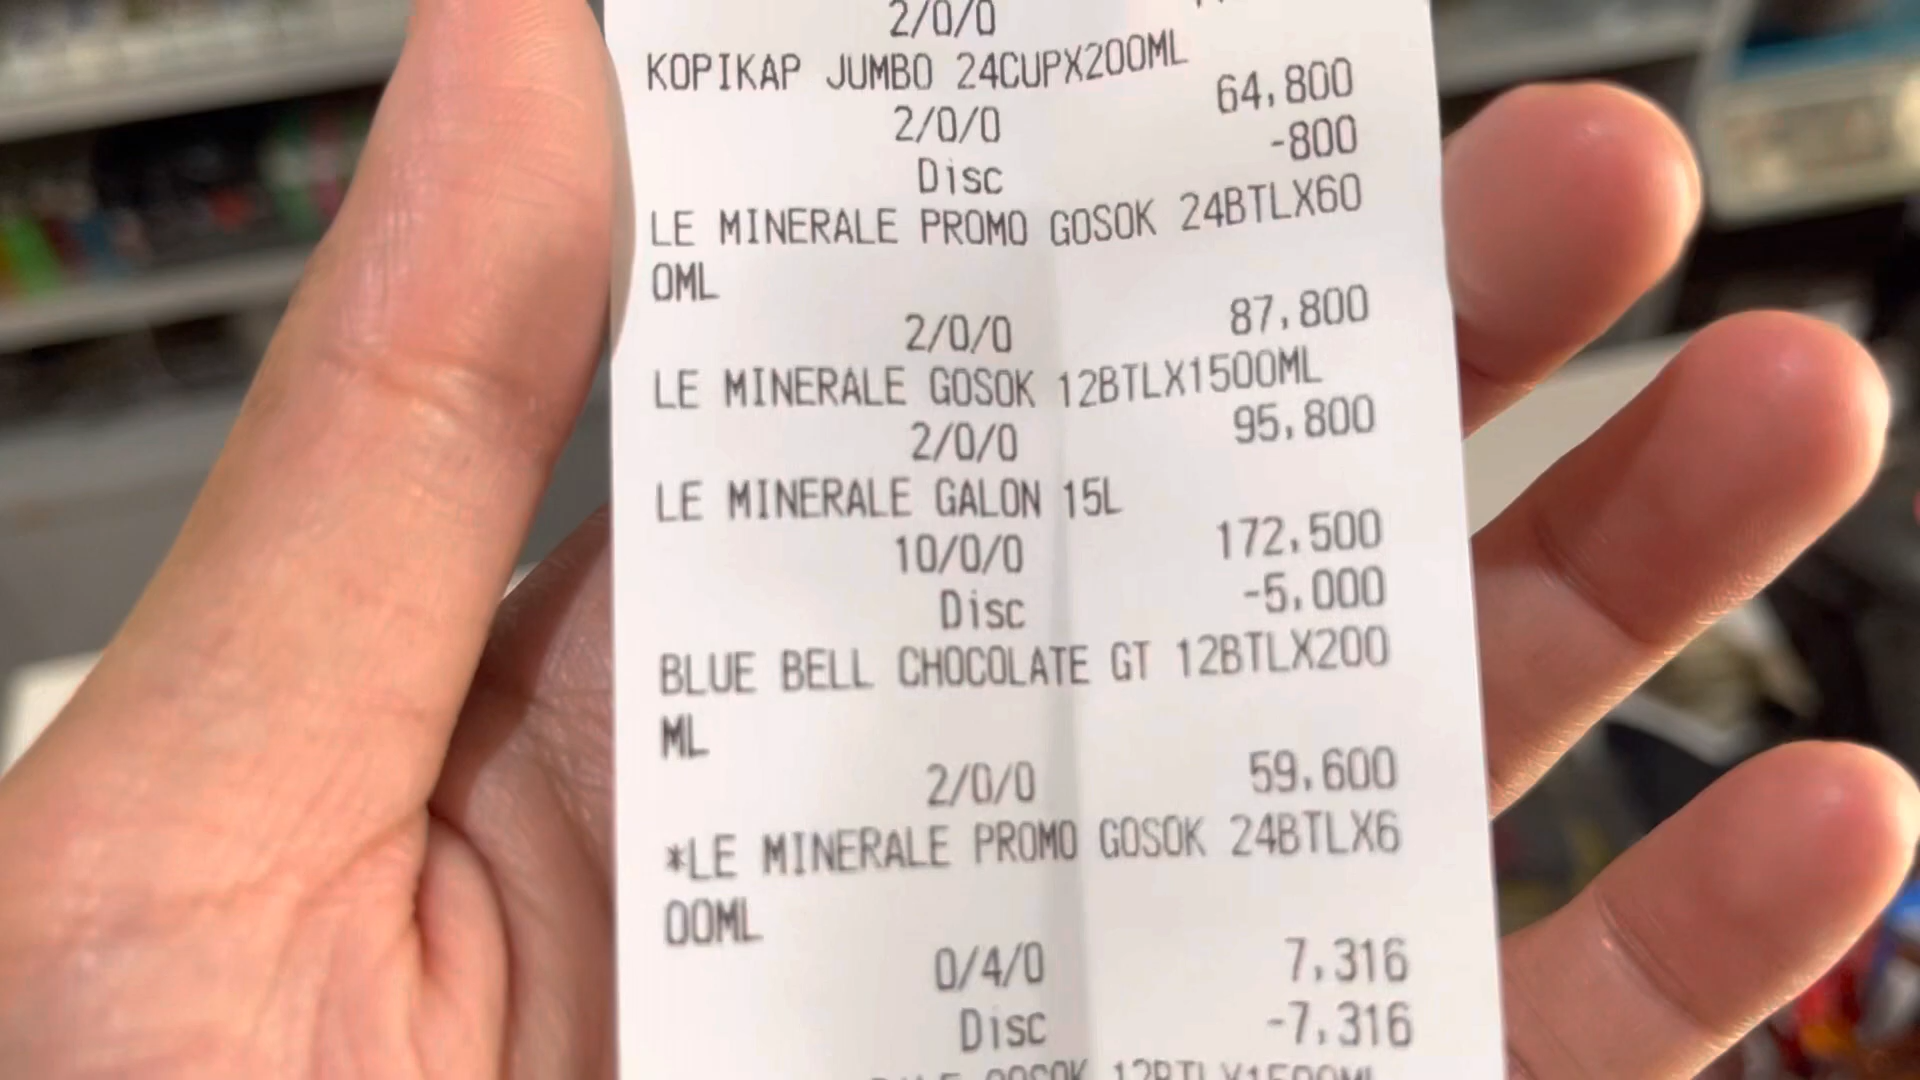 2/0/0
KOPIKAP JUMBO 24CUPX200ML
2/0/0 64,800
Disc -800
LE MINERALE PROMO GOSOK 24BTLX60
0ML
2/0/0 87,800
LE MINERALE GOSOK 12BTLX1500ML
2/0/0 95,800
LE MINERALE GALON 15L
10/0/0 172,500
Disc -5,000
BLUE BELL CHOCOLATE GT 12BTLX200
ML
2/0/0 59,600
*LE MINERALE PROMO GOSOK 24BTLX6
00ML
0/4/0 7,316
Disc -7,316
GOSOK 12BTLX1500ML